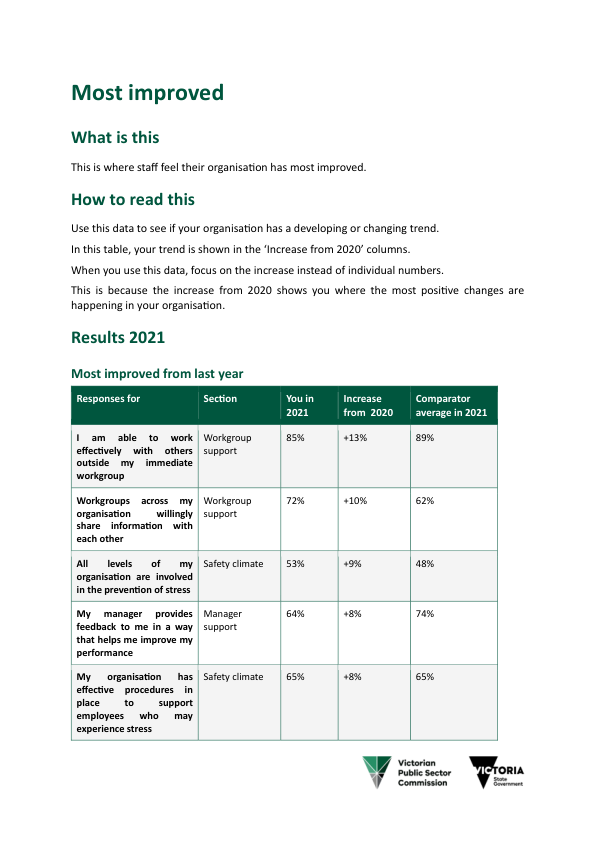 Most improved
What is this
This is where staff feel their organisation has most improved.
How to read this
Use this data to see if your organisation has a developing or changing trend.
In this table, your trend is shown in the ‘Increase from 2020’ columns.
When you use this data, focus on the increase instead of individual numbers.
This is because the increase from 2020 shows you where the most positive changes are
happening in your organisation.
Results 2021
Most improved from last year
Responses for
Section
You in
2021
Increase
from 2020
Comparator
average in 2021
I am able to work
effectively with others
outside my immediate
workgroup
Workgroup
support
85%
+13%
89%
Workgroups across my
organisation willingly
share information with
each other
Workgroup
support
72%
+10%
62%
All levels of my
organisation are involved
in the prevention of stress
Safety climate
53%
+9%
48%
My manager provides
feedback to me in a way
that helps me improve my
performance
Manager
support
64%
+8%
74%
My organisation has
effective procedures in
place to support
employees who may
experience stress
Safety climate
65%
+8%
65%
Victorian
Public Sector
Commission
VICTORIA
State
Government